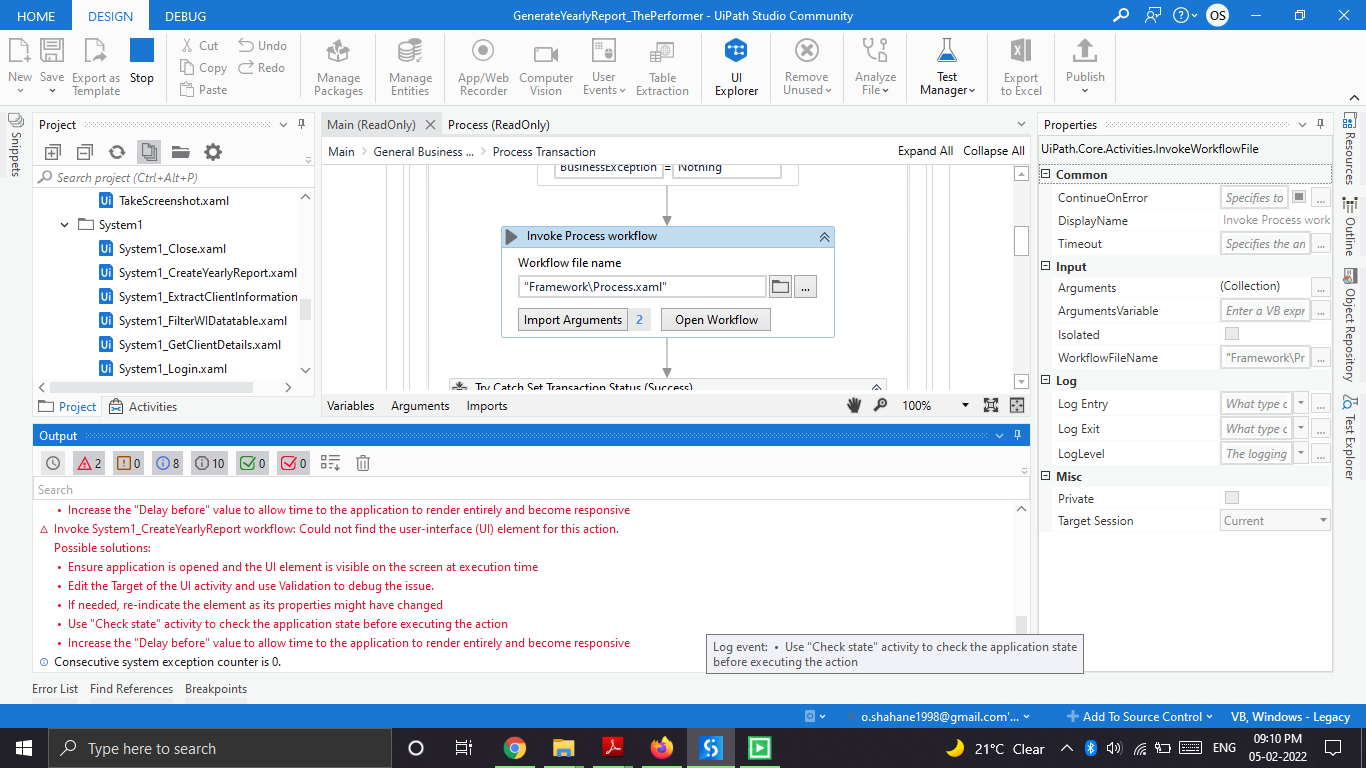 HOME
DESIGN
DEBUG
GenerateYearlyReport_ThePerformer - UiPath Studio Community
OS
New
Save
Export as
Template
Stop
Cut
Copy
Paste
Undo
Redo
Manage
Packages
Manage
Entities
App/Web
Recorder
Computer
Vision
User
Events
Table
Extraction
UI
Explorer
Remove
Unused
Analyze
File
Test
Manager
Export
to Excel
Publish
Snippets
Project
Search project (Ctrl+Alt+P)
TakeScreenshot.xaml
System1
System1_Close.xaml
System1_CreateYearlyReport.xaml
System1_ExtractClientInformation
System1_FilterWIDatatable.xaml
System1_GetClientDetails.xaml
System1_Login.xaml
Project
Activities
Main (ReadOnly)
Process (ReadOnly)
Main
General Business ...
Process Transaction
Expand All
Collapse All
BusinessException
=
Nothing
Invoke Process workflow
Workflow file name
"Framework\Process.xaml"
...
Import Arguments
2
Open Workflow
Try Catch Set Transaction Status (Success)
Variables
Arguments
Imports
100%
Properties
UiPath.Core.Activities.InvokeWorkflowFile
Common
ContinueOnError
Specifies to
...
DisplayName
Invoke Process work
Timeout
Specifies the an
...
Input
Arguments
(Collection)
...
ArgumentsVariable
Enter a VB expr
...
Isolated
WorkflowFileName
"Framework\Pr
...
Log
Log Entry
What type c
...
Log Exit
What type c
...
LogLevel
The logging
...
Misc
Private
Target Session
Current
Resources
Outline
Object Repository
Test Explorer
Output
2
0
8
10
0
0
Search
• Increase the "Delay before" value to allow time to the application to render entirely and become responsive
Invoke System1_CreateYearlyReport workflow: Could not find the user-interface (UI) element for this action.
Possible solutions:
• Ensure application is opened and the UI element is visible on the screen at execution time
• Edit the Target of the UI activity and use Validation to debug the issue.
• If needed, re-indicate the element as its properties might have changed
• Use "Check state" activity to check the application state before executing the action
• Increase the "Delay before" value to allow time to the application to render entirely and become responsive
Consecutive system exception counter is 0.
Log event: • Use "Check state" activity to check the application state
before executing the action
Error List
Find References
Breakpoints
o.shahane1998@gmail.com'...
Add To Source Control
VB, Windows - Legacy
Type here to search
21°C Clear
ENG
09:10 PM
05-02-2022